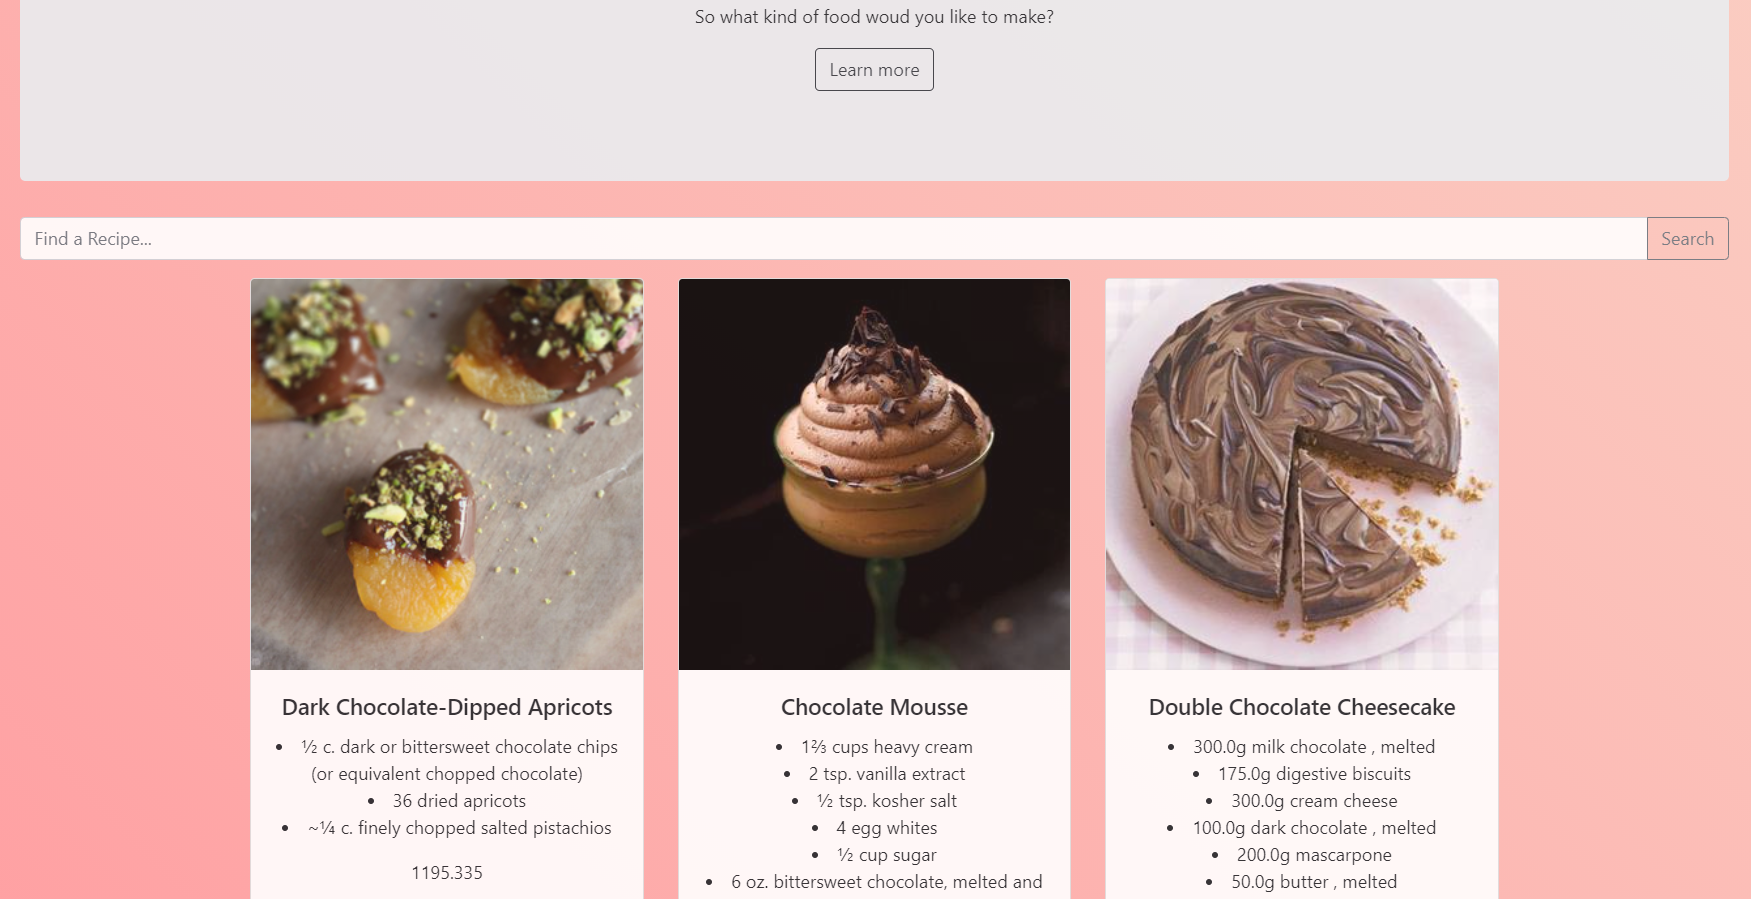 So what kind of food woud you like to make?
Learn more
Find a Recipe...
Search
Dark Chocolate-Dipped Apricots
• ½ c. dark or bittersweet chocolate chips
(or equivalent chopped chocolate)
• 36 dried apricots
• ~¼ c. finely chopped salted pistachios
1195.335
Chocolate Mousse
• 1⅔ cups heavy cream
• 2 tsp. vanilla extract
• ½ tsp. kosher salt
• 4 egg whites
• ½ cup sugar
• 6 oz. bittersweet chocolate, melted and
Double Chocolate Cheesecake
• 300.0g milk chocolate , melted
• 175.0g digestive biscuits
• 300.0g cream cheese
• 100.0g dark chocolate , melted
• 200.0g mascarpone
• 50.0g butter , melted